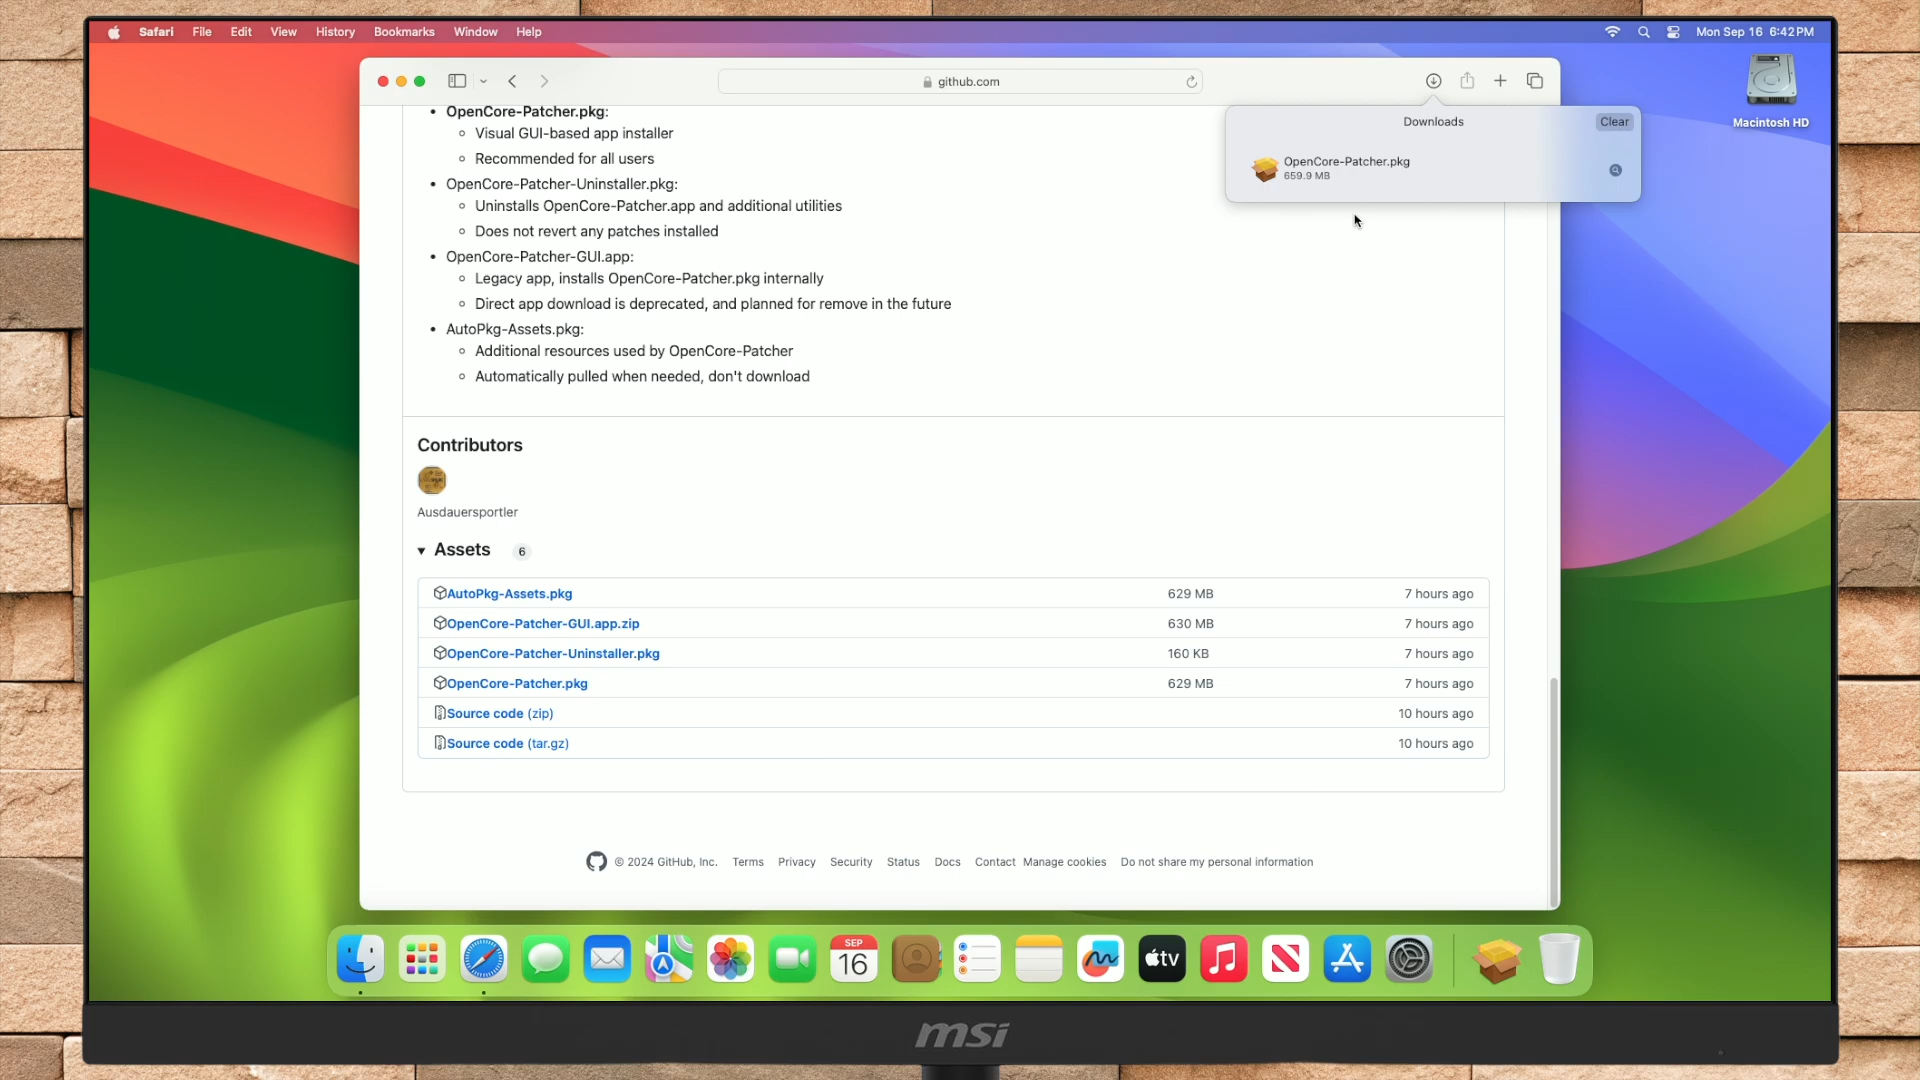 Safari File Edit View History Bookmarks Window Help
Mon Sep 16 6:42 PM
github.com
Macintosh HD
Downloads
Clear
OpenCore-Patcher.pkg
659.9 MB
OpenCore-Patcher.pkg:
Visual GUI-based app installer
Recommended for all users
OpenCore-Patcher-Uninstaller.pkg:
Uninstalls OpenCore-Patcher.app and additional utilities
Does not revert any patches installed
OpenCore-Patcher-GUI.app:
Legacy app, installs OpenCore-Patcher.pkg internally
Direct app download is deprecated, and planned for remove in the future
AutoPkg-Assets.pkg:
Additional resources used by OpenCore-Patcher
Automatically pulled when needed, don't download
Contributors
Ausdauersportler
Assets 6
AutoPkg-Assets.pkg 629 MB 7 hours ago
OpenCore-Patcher-GUI.app.zip 630 MB 7 hours ago
OpenCore-Patcher-Uninstaller.pkg 160 KB 7 hours ago
OpenCore-Patcher.pkg 629 MB 7 hours ago
Source code (zip) 10 hours ago
Source code (tar.gz) 10 hours ago
© 2024 GitHub, Inc. Terms Privacy Security Status Docs Contact Manage cookies Do not share my personal information
SEP
16
tv
msi